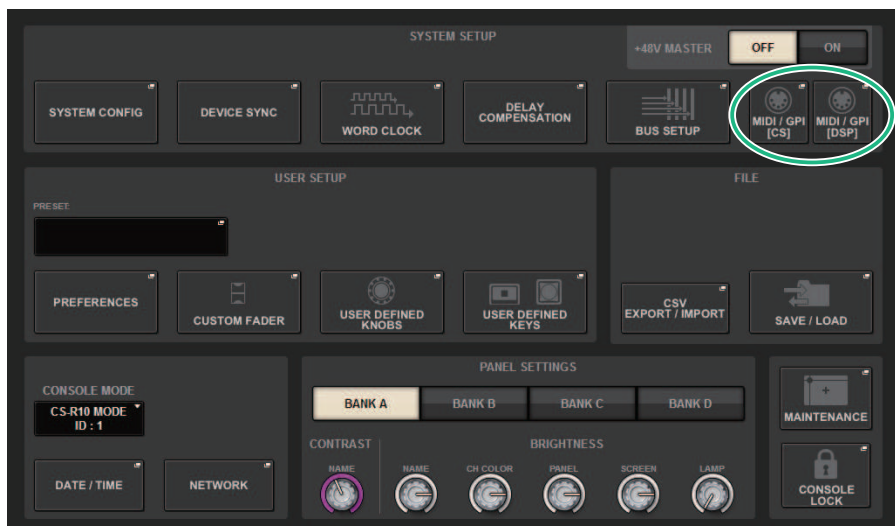 SYSTEM SETUP
+48V MASTER
OFF
ON
SYSTEM CONFIG
DEVICE SYNC
WORD CLOCK
DELAY
COMPENSATION
BUS SETUP
MIDI / GPI
[CS]
MIDI / GPI
[DSP]
USER SETUP
PRESET
PREFERENCES
CUSTOM FADER
USER DEFINED
KNOBS
USER DEFINED
KEYS
FILE
CSV
EXPORT / IMPORT
SAVE / LOAD
CONSOLE MODE
CS-R10 MODE
ID : 1
DATE / TIME
NETWORK
PANEL SETTINGS
BANK A
BANK B
BANK C
BANK D
CONTRAST
BRIGHTNESS
NAME
NAME
CH COLOR
PANEL
SCREEN
LAMP
MAINTENANCE
CONSOLE
LOCK